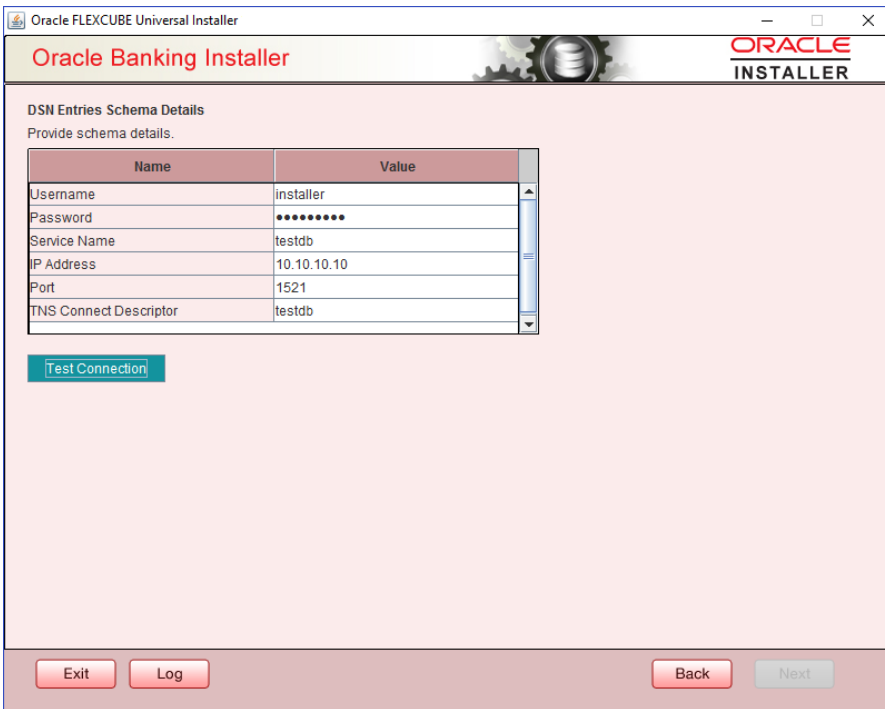 Oracle FLEXCUBE Universal Installer
Oracle Banking Installer
ORACLE
INSTALLER
DSN Entries Schema Details
Provide schema details.
Name Value
Username installer
Password •••••••••
Service Name testdb
IP Address 10.10.10.10
Port 1521
TNS Connect Descriptor testdb
Test Connection
Exit Log Back Next